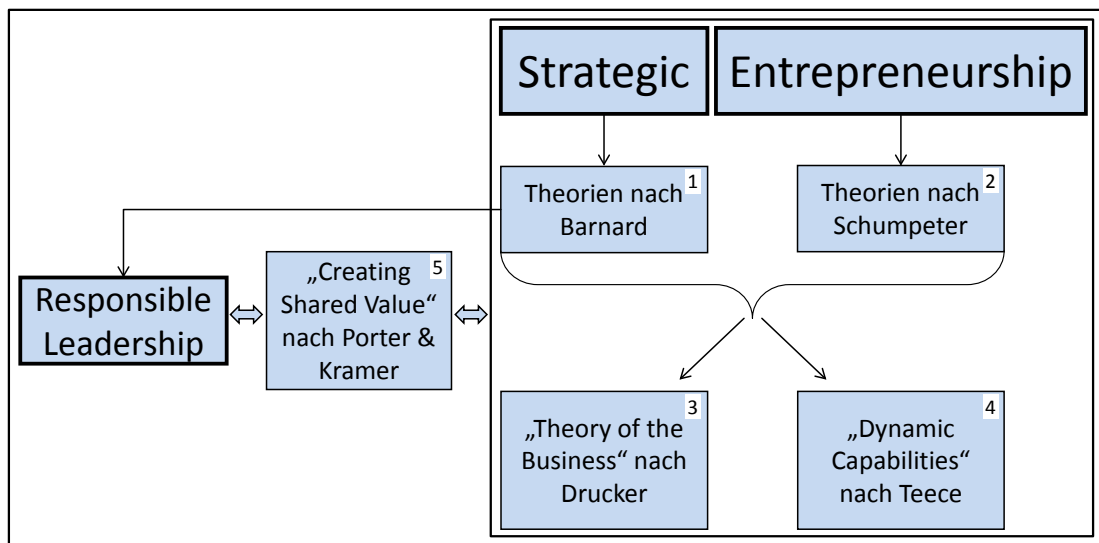 Strategic
Entrepreneurship
1
Theorien nach
Barnard
2
Theorien nach
Schumpeter
Responsible
Leadership
5
„Creating
Shared Value“
nach Porter &
Kramer
3
„Theory of the
Business“ nach
Drucker
4
„Dynamic
Capabilities“
nach Teece